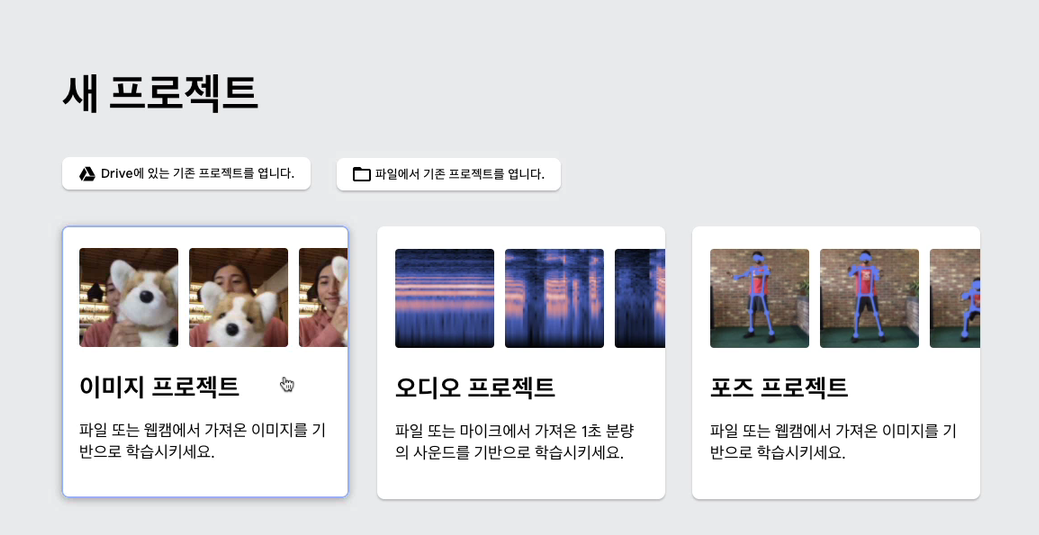 새 프로젝트
Drive에 있는 기존 프로젝트를 엽니다.
파일에서 기존 프로젝트를 엽니다.
이미지 프로젝트
파일 또는 웹캠에서 가져온 이미지를 기
반으로 학습시키세요.
오디오 프로젝트
파일 또는 마이크에서 가져온 1초 분량
의 사운드를 기반으로 학습시키세요.
포즈 프로젝트
파일 또는 웹캠에서 가져온 이미지를 기
반으로 학습시키세요.